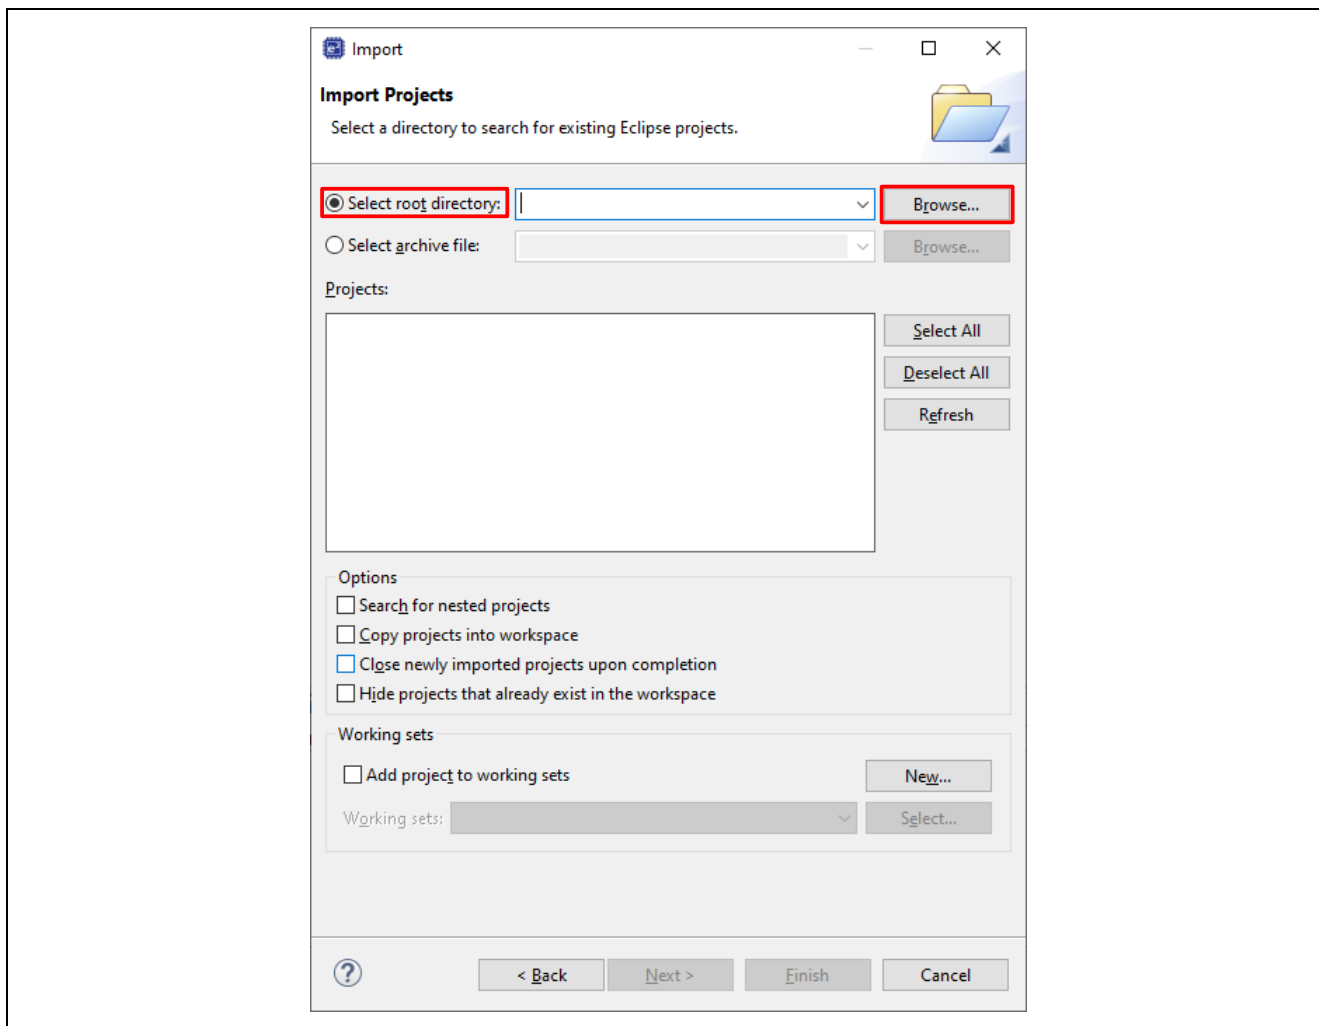 Import
Import Projects
Select a directory to search for existing Eclipse projects.
Select root directory: Browse...
Select archive file: Browse...
Projects:
Select All
Deselect All
Refresh
Options
Search for nested projects
Copy projects into workspace
Close newly imported projects upon completion
Hide projects that already exist in the workspace
Working sets
Add project to working sets New...
Working sets: Select...
? < Back Next > Finish Cancel